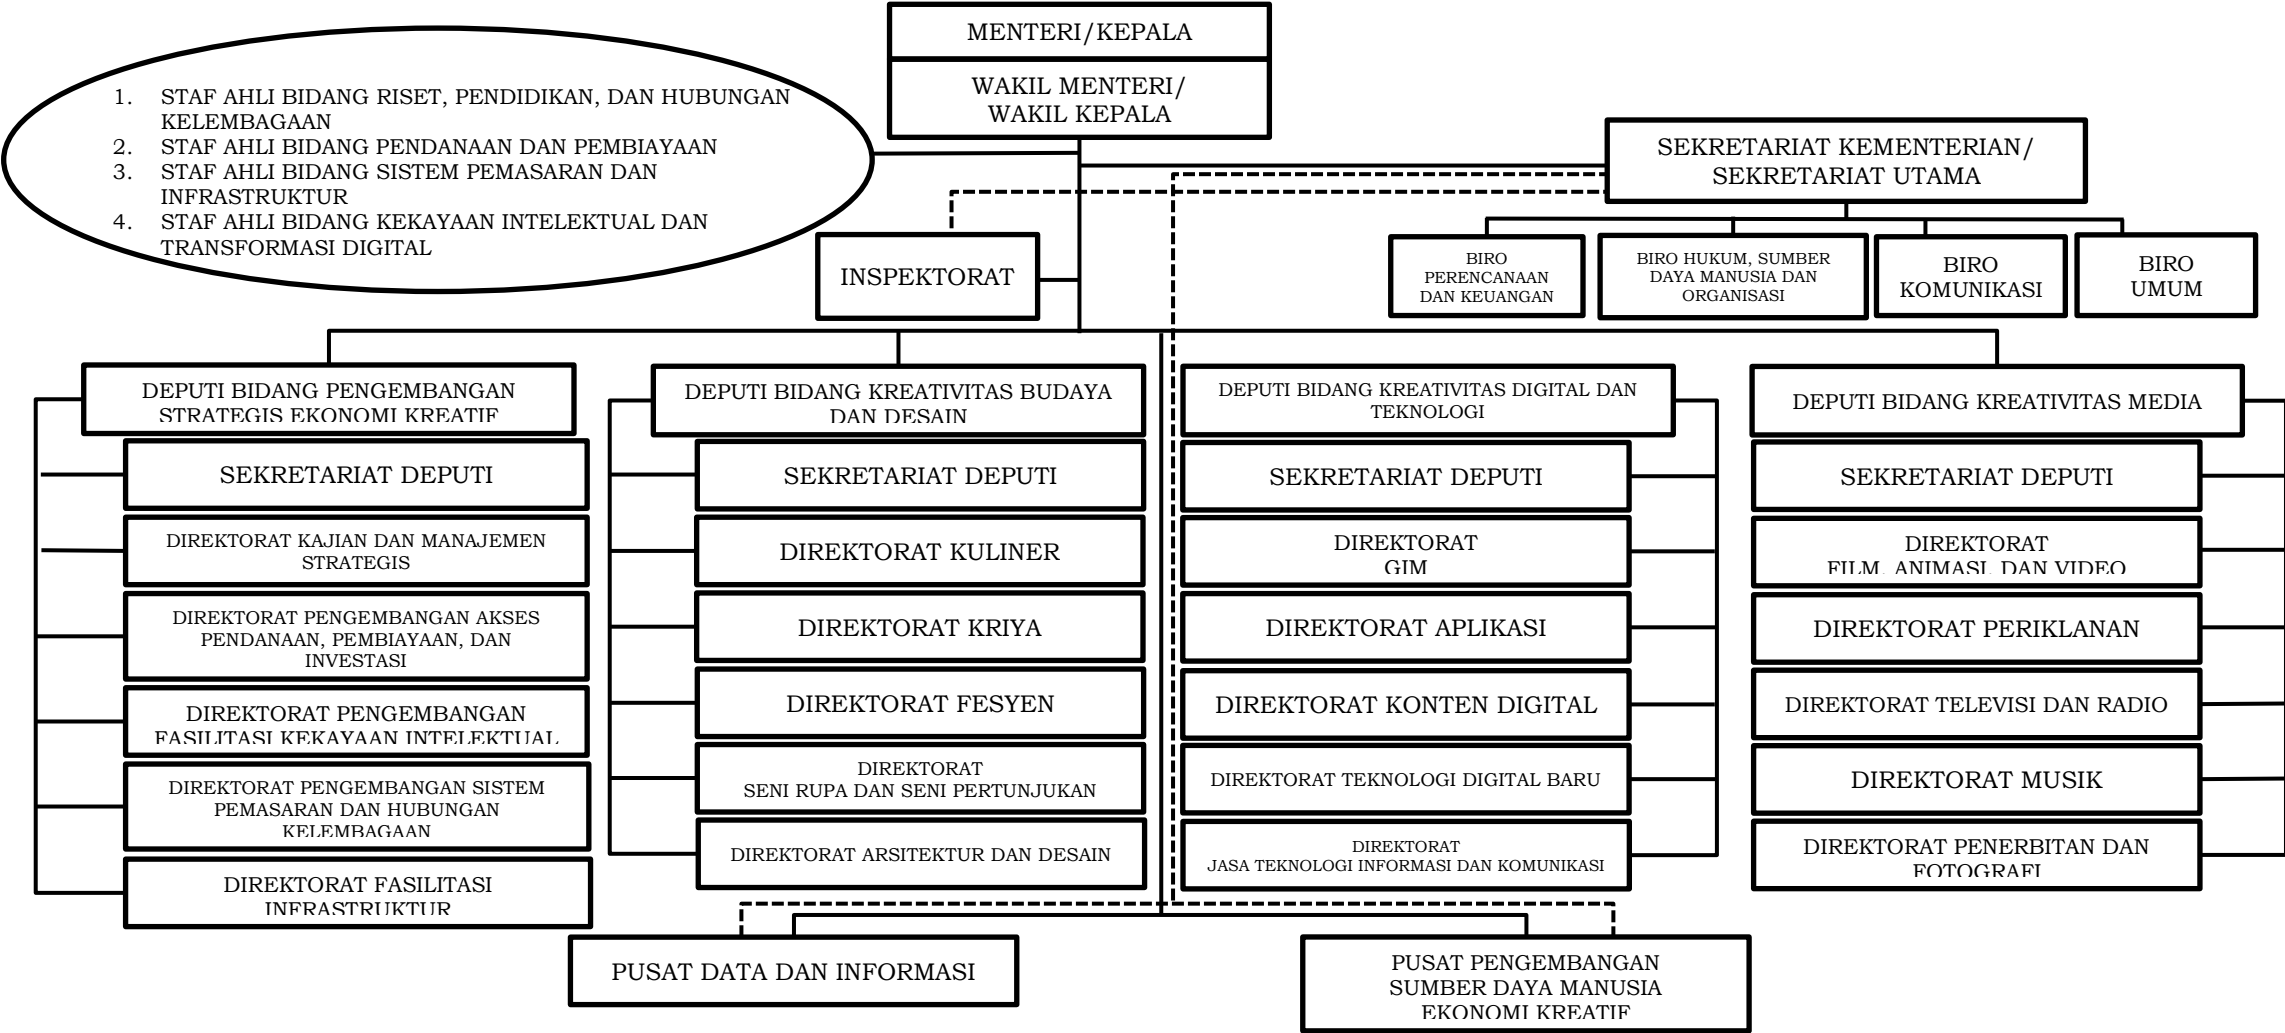 MENTERI/KEPALA
WAKIL MENTERI/
WAKIL KEPALA
1. STAF AHLI BIDANG RISET, PENDIDIKAN, DAN HUBUNGAN
KELEMBAGAAN
2. STAF AHLI BIDANG PENDANAAN DAN PEMBIAYAAN
3. STAF AHLI BIDANG SISTEM PEMASARAN DAN
INFRASTRUKTUR
4. STAF AHLI BIDANG KEKAYAAN INTELEKTUAL DAN
TRANSFORMASI DIGITAL
SEKRETARIAT KEMENTERIAN/
SEKRETARIAT UTAMA
INSPEKTORAT
BIRO
PERENCANAAN
DAN KEUANGAN
BIRO HUKUM, SUMBER
DAYA MANUSIA DAN
ORGANISASI
BIRO
KOMUNIKASI
BIRO
UMUM
DEPUTI BIDANG PENGEMBANGAN
STRATEGIS EKONOMI KREATIF
SEKRETARIAT DEPUTI
DIREKTORAT KAJIAN DAN MANAJEMEN
STRATEGIS
DIREKTORAT PENGEMBANGAN AKSES
PENDANAAN, PEMBIAYAAN, DAN
INVESTASI
DIREKTORAT PENGEMBANGAN
FASILITASI KEKAYAAN INTELEKTUAL
DIREKTORAT PENGEMBANGAN SISTEM
PEMASARAN DAN HUBUNGAN
KELEMBAGAAN
DIREKTORAT FASILITASI
INFRASTRUKTUR
DEPUTI BIDANG KREATIVITAS BUDAYA
DAN DESAIN
SEKRETARIAT DEPUTI
DIREKTORAT KULINER
DIREKTORAT KRIYA
DIREKTORAT FESYEN
DIREKTORAT
SENI RUPA DAN SENI PERTUNJUKAN
DIREKTORAT ARSITEKTUR DAN DESAIN
DEPUTI BIDANG KREATIVITAS DIGITAL DAN
TEKNOLOGI
SEKRETARIAT DEPUTI
DIREKTORAT
GIM
DIREKTORAT APLIKASI
DIREKTORAT KONTEN DIGITAL
DIREKTORAT TEKNOLOGI DIGITAL BARU
DIREKTORAT
JASA TEKNOLOGI INFORMASI DAN KOMUNIKASI
DEPUTI BIDANG KREATIVITAS MEDIA
SEKRETARIAT DEPUTI
DIREKTORAT
FILM, ANIMASI, DAN VIDEO
DIREKTORAT PERIKLANAN
DIREKTORAT TELEVISI DAN RADIO
DIREKTORAT MUSIK
DIREKTORAT PENERBITAN DAN
FOTOGRAFI
PUSAT DATA DAN INFORMASI
PUSAT PENGEMBANGAN
SUMBER DAYA MANUSIA
EKONOMI KREATIF